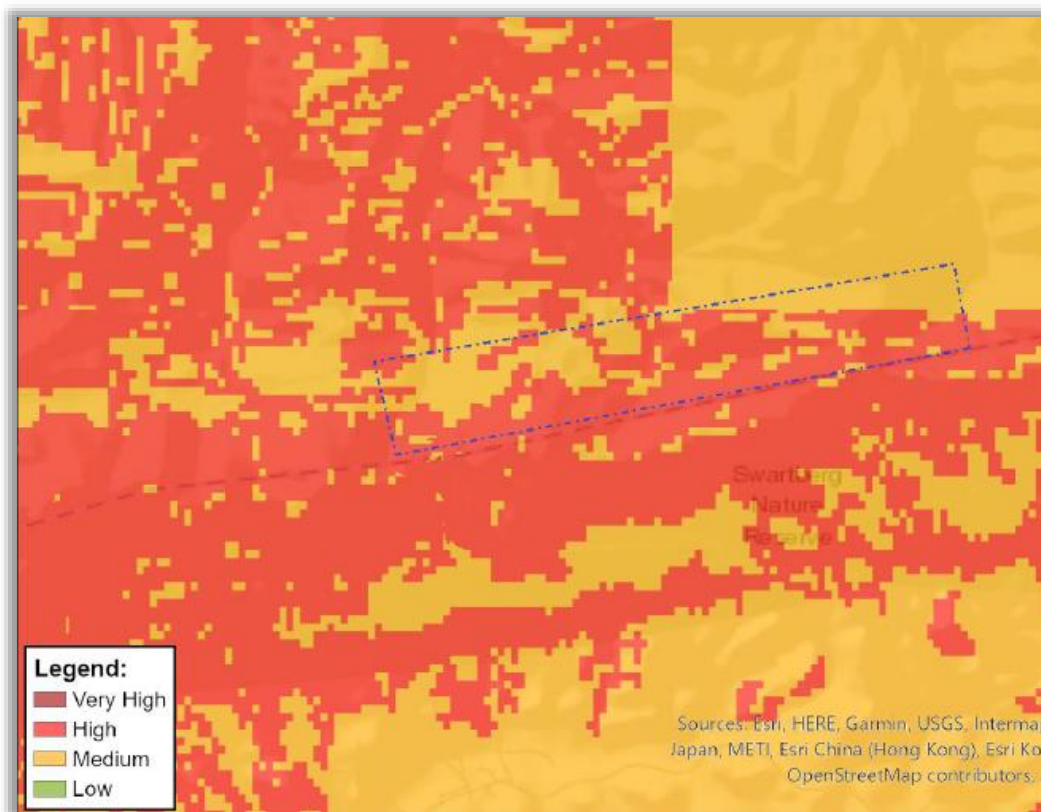 Swartberg
Nature
Reserve
Legend:
Very High
High
Medium
Low
Sources: Esri, HERE, Garmin, USGS, Intermap
Japan, METI, Esri China (Hong Kong), Esri Ko
OpenStreetMap contributors,